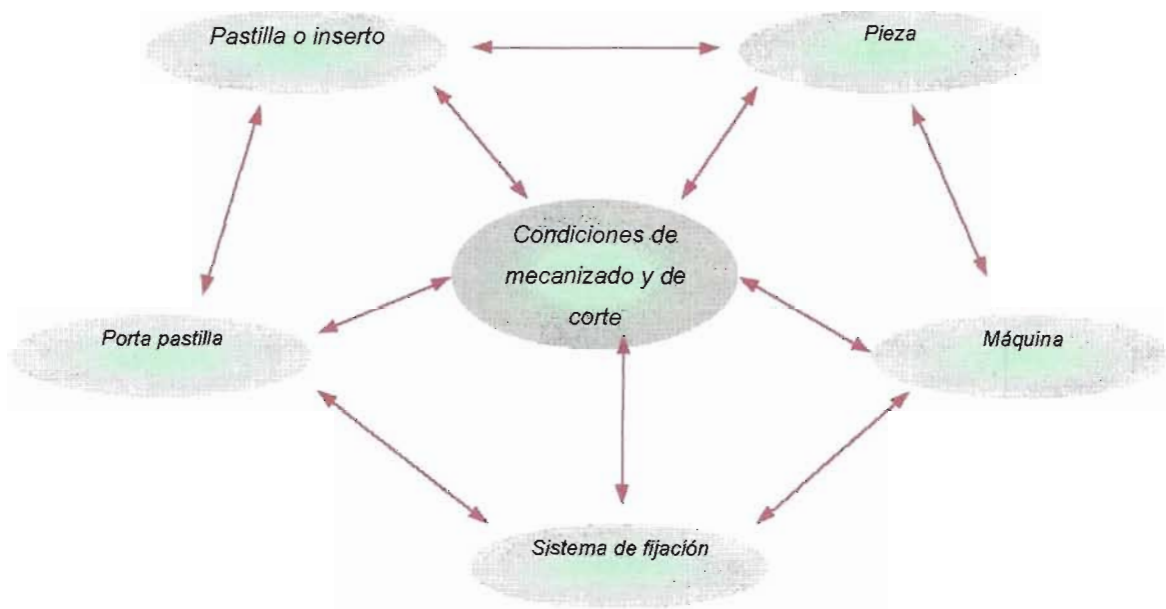 Pastilla o inserto
Pieza
Condiciones de
mecanizado y de
corte
Porta pastilla
Máquina
Sistema de fijación